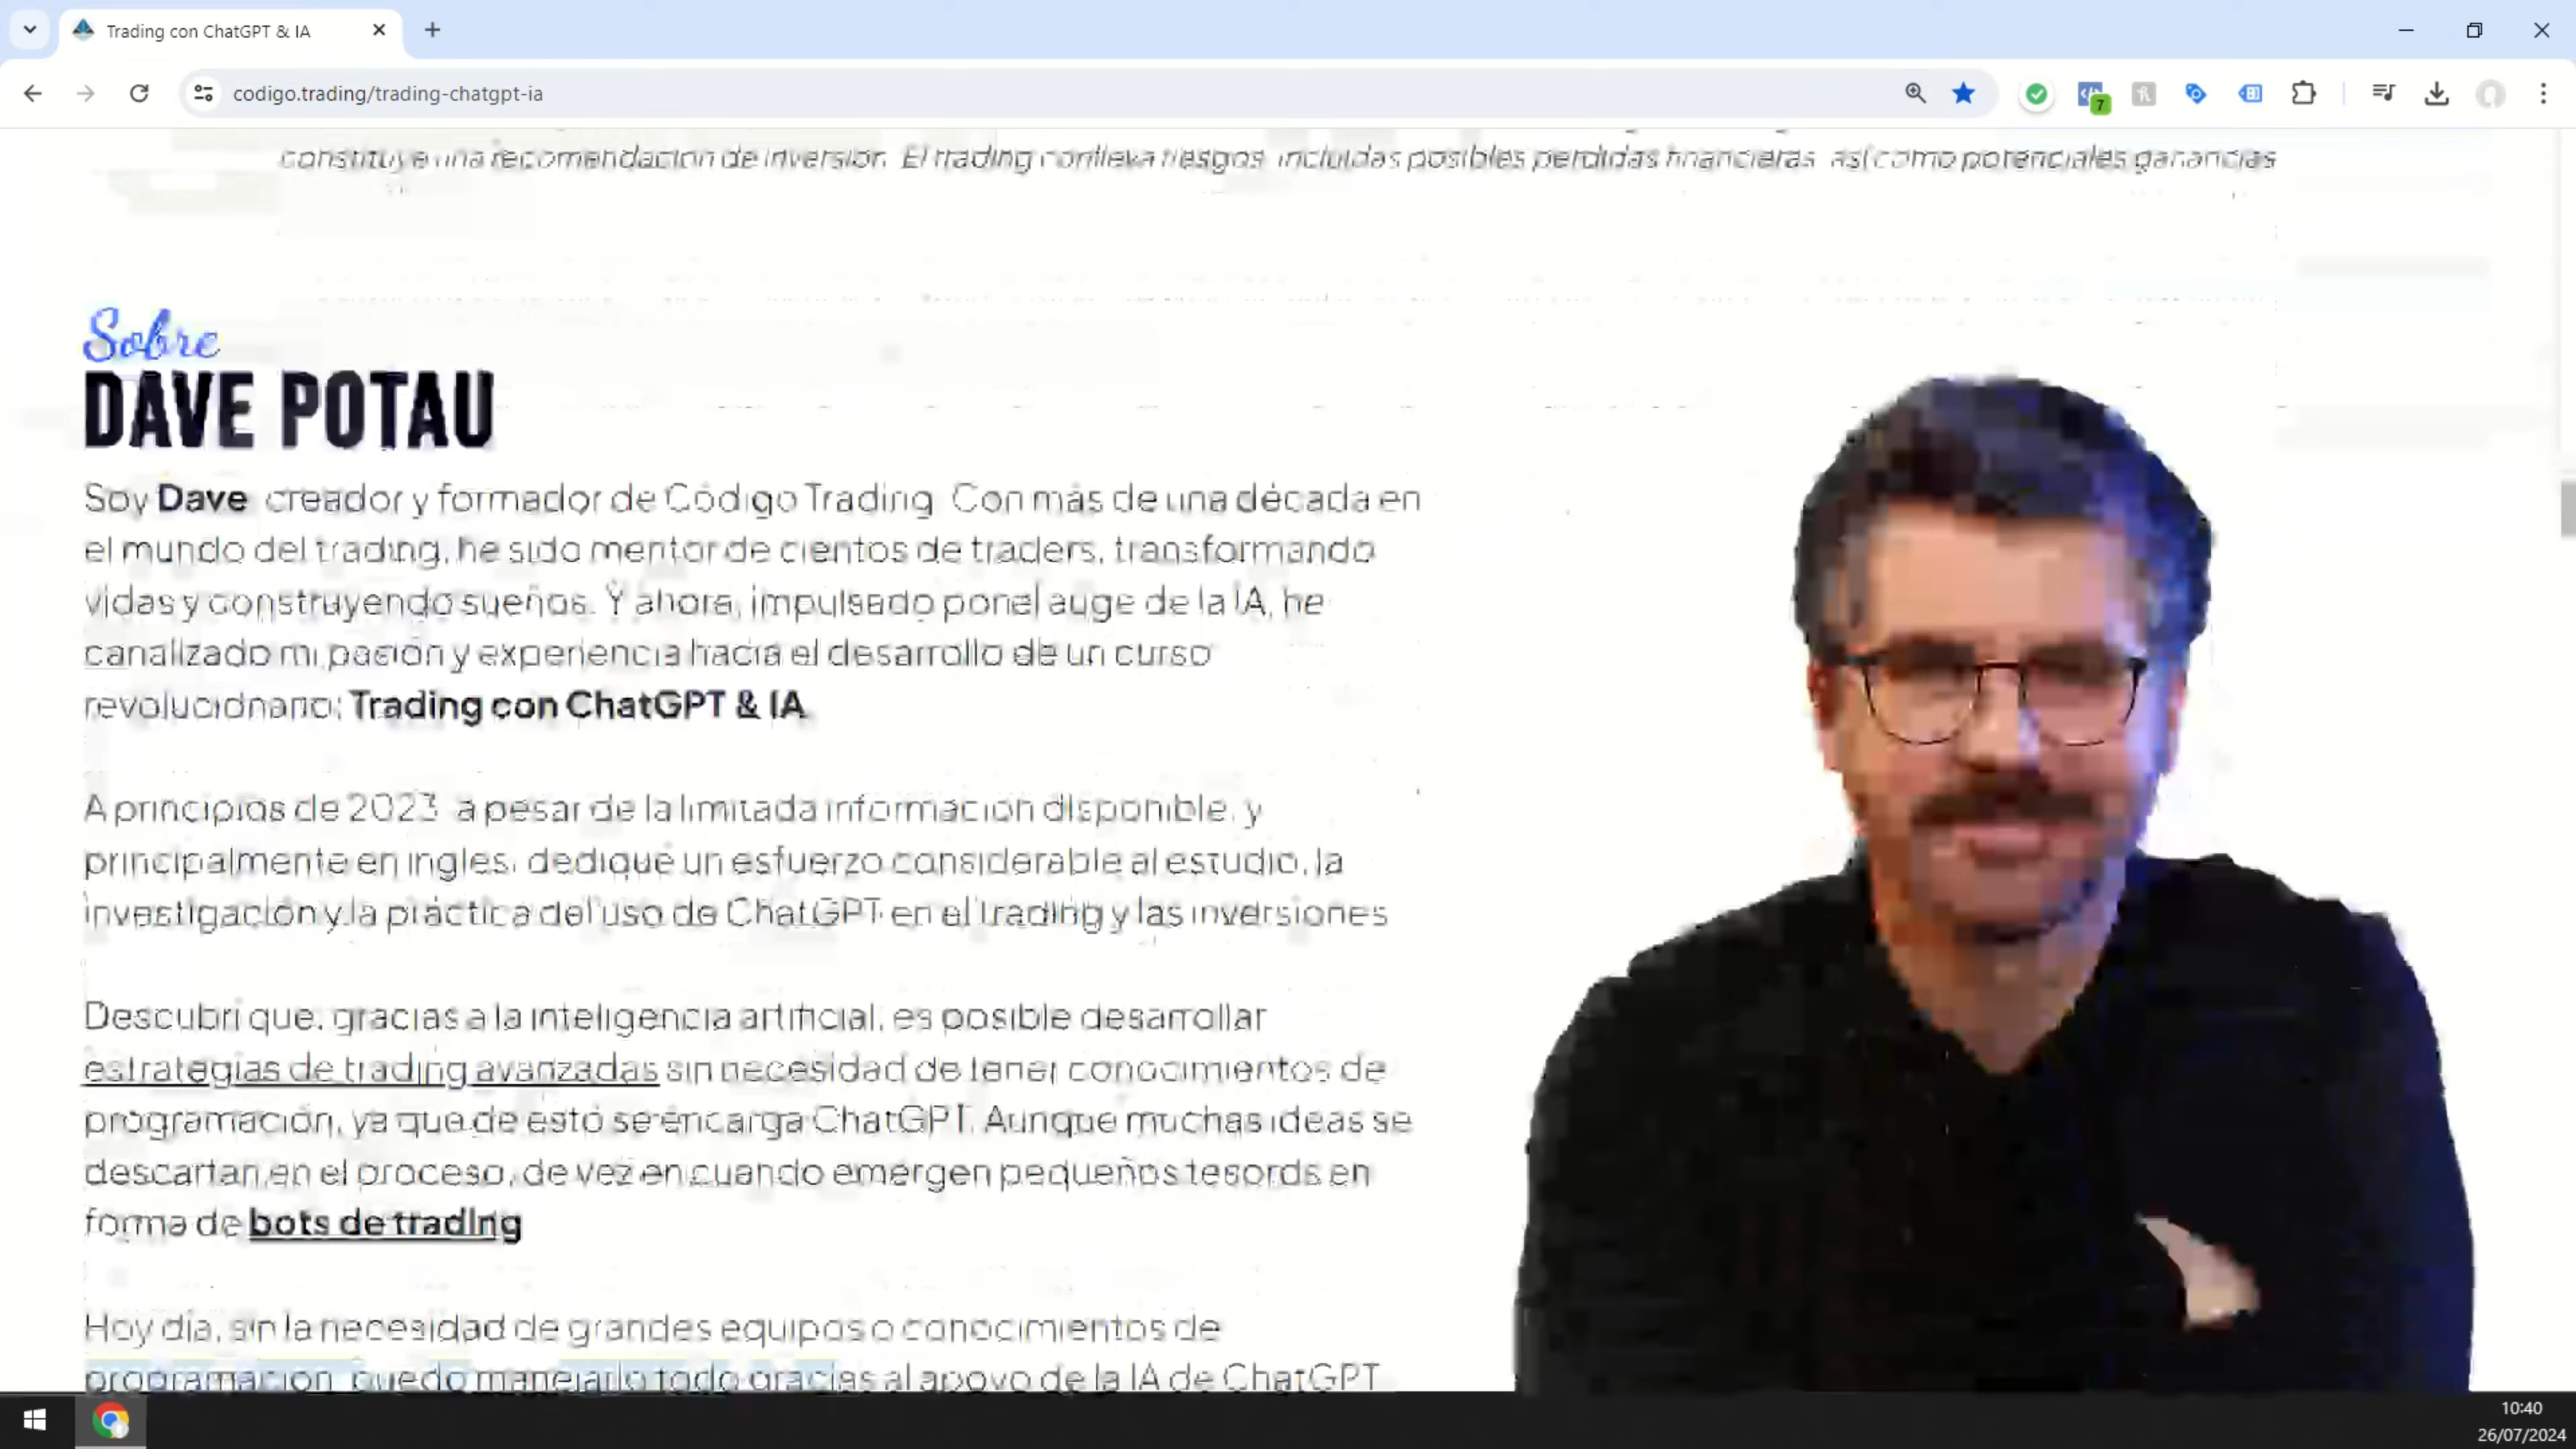 Trading con ChatGPT & IA
codigo.trading/trading-chatgpt-ia
7
constituye una recomendación de inversión. El trading conlleva riesgos, incluidas posibles pérdidas financieras, así como potenciales ganancias
Sobre
DAVE POTAU
Soy Dave, creador y formador de Código Trading. Con más de una década en
el mundo del trading, he sido mentor de cientos de traders, transformando
vidas y construyendo sueños. Y ahora, impulsado por el auge de la IA, he
canalizado mi pasión y experiencia hacia el desarrollo de un curso
revolucionario: Trading con ChatGPT & IA.
A principios de 2023, a pesar de la limitada información disponible, y
principalmente en inglés, dediqué un esfuerzo considerable al estudio, la
investigación y la práctica del uso de ChatGPT en el trading y las inversiones.
Descubrí que, gracias a la inteligencia artificial, es posible desarrollar
estrategias de trading avanzadas sin necesidad de tener conocimientos de
programación, ya que de esto se encarga ChatGPT. Aunque muchas ideas se
descartan en el proceso, de vez en cuando emergen pequeños tesoros en
forma de bots de trading
Hoy día, sin la necesidad de grandes equipos o conocimientos de
programación, puedo manejarlo todo gracias al apoyo de la IA de ChatGPT.
10:40
26/07/2024